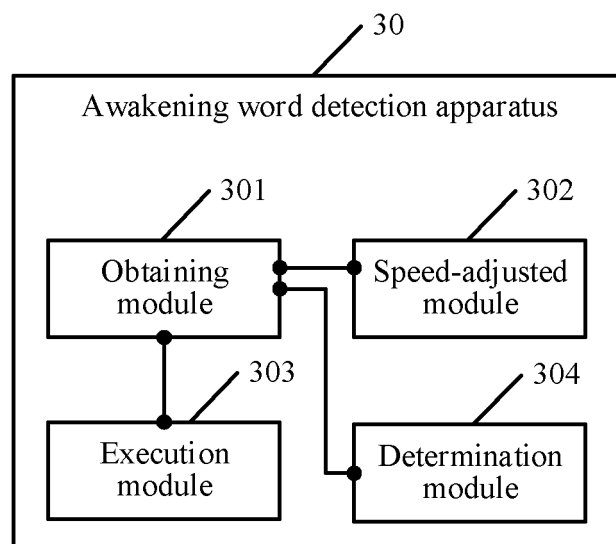 30
Awakening word detection apparatus
301
302
Obtaining
module
Speed-adjusted
module
303
304
Execution
module
Determination
module